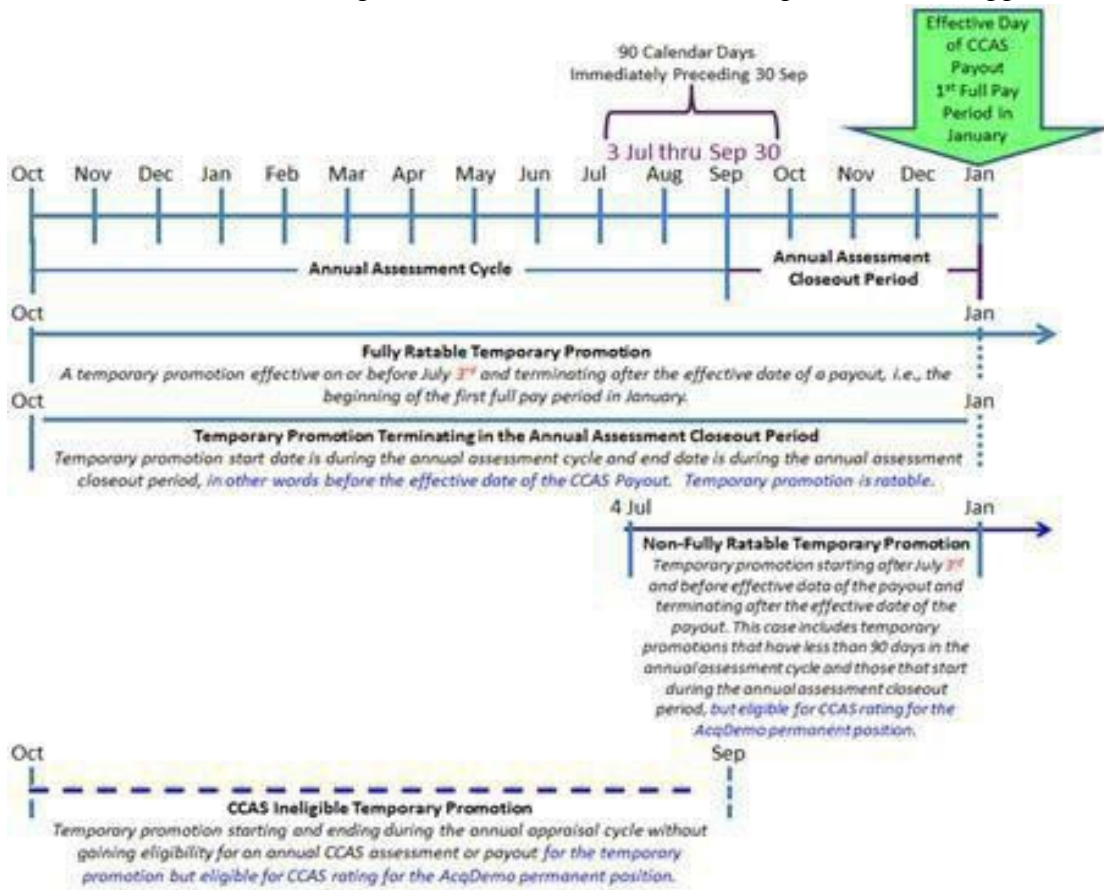 Effective Day
of CCAS
Payout
1st Full Pay
Period in
January
90 Calendar Days
Immediately Preceding 30 Sep
3 Jul thru Sep 30
Oct Nov Dec Jan Feb Mar Apr May Jun Jul Aug Sep Oct Nov Dec Jan
Annual Assessment Cycle
Annual Assessment
Closeout Period
Oct Jan
Fully Ratable Temporary Promotion
A temporary promotion effective on or before July 3rd and terminating after the effective date of a payout, i.e., the
beginning of the first full pay period in January.
Oct Jan
Temporary Promotion Terminating in the Annual Assessment Closeout Period
Temporary promotion start date is during the annual assessment cycle and end date is during the annual assessment
closeout period, in other words before the effective date of the CCAS Payout. Temporary promotion is ratable.
4 Jul Jan
Non-Fully Ratable Temporary Promotion
Temporary promotion starting after July 3rd
and before effective data of the payout and
terminating after the effective date of the
payout. This case includes temporary
promotions that have less than 90 days in the
annual assessment cycle and those that start
during the annual assessment closeout
period, but eligible for CCAS rating for the
AcqDemo permanent position.
Oct Sep
CCAS Ineligible Temporary Promotion
Temporary promotion starting and ending during the annual appraisal cycle without
gaining eligibility for an annual CCAS assessment or payout for the temporary
promotion but eligible for CCAS rating for the AcqDemo permanent position.